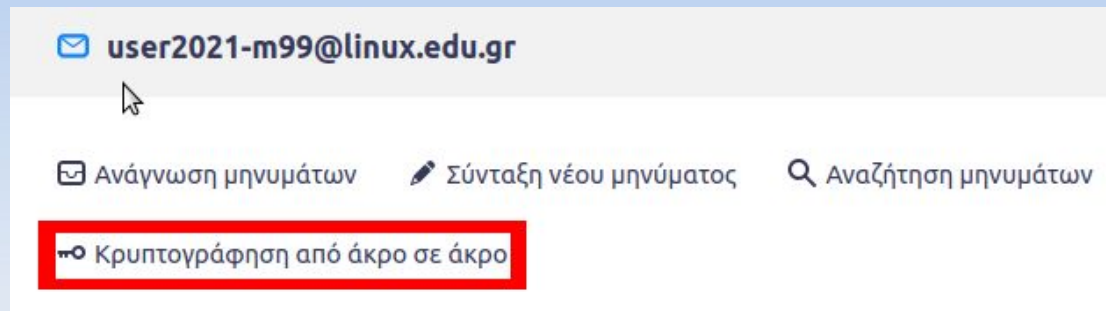 user2021-m99@linux.edu.gr
Ανάγνωση μηνυμάτων Σύνταξη νέου μηνύματος Αναζήτηση μηνυμάτων
Κρυπτογράφηση από άκρο σε άκρο